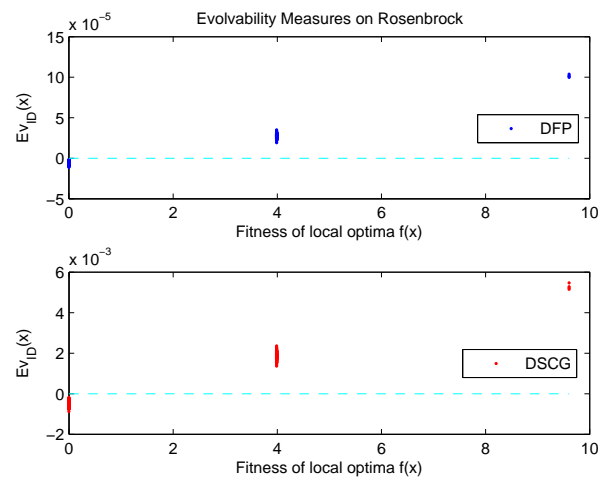 Evolvability Measures on Rosenbrock
x 10^-5
15
10
5
0
−5
Ev_ID(x)
DFP
0 2 4 6 8 10
Fitness of local optima f(x)
x 10^-3
6
4
2
0
−2
Ev_ID(x)
DSCG
0 2 4 6 8 10
Fitness of local optima f(x)